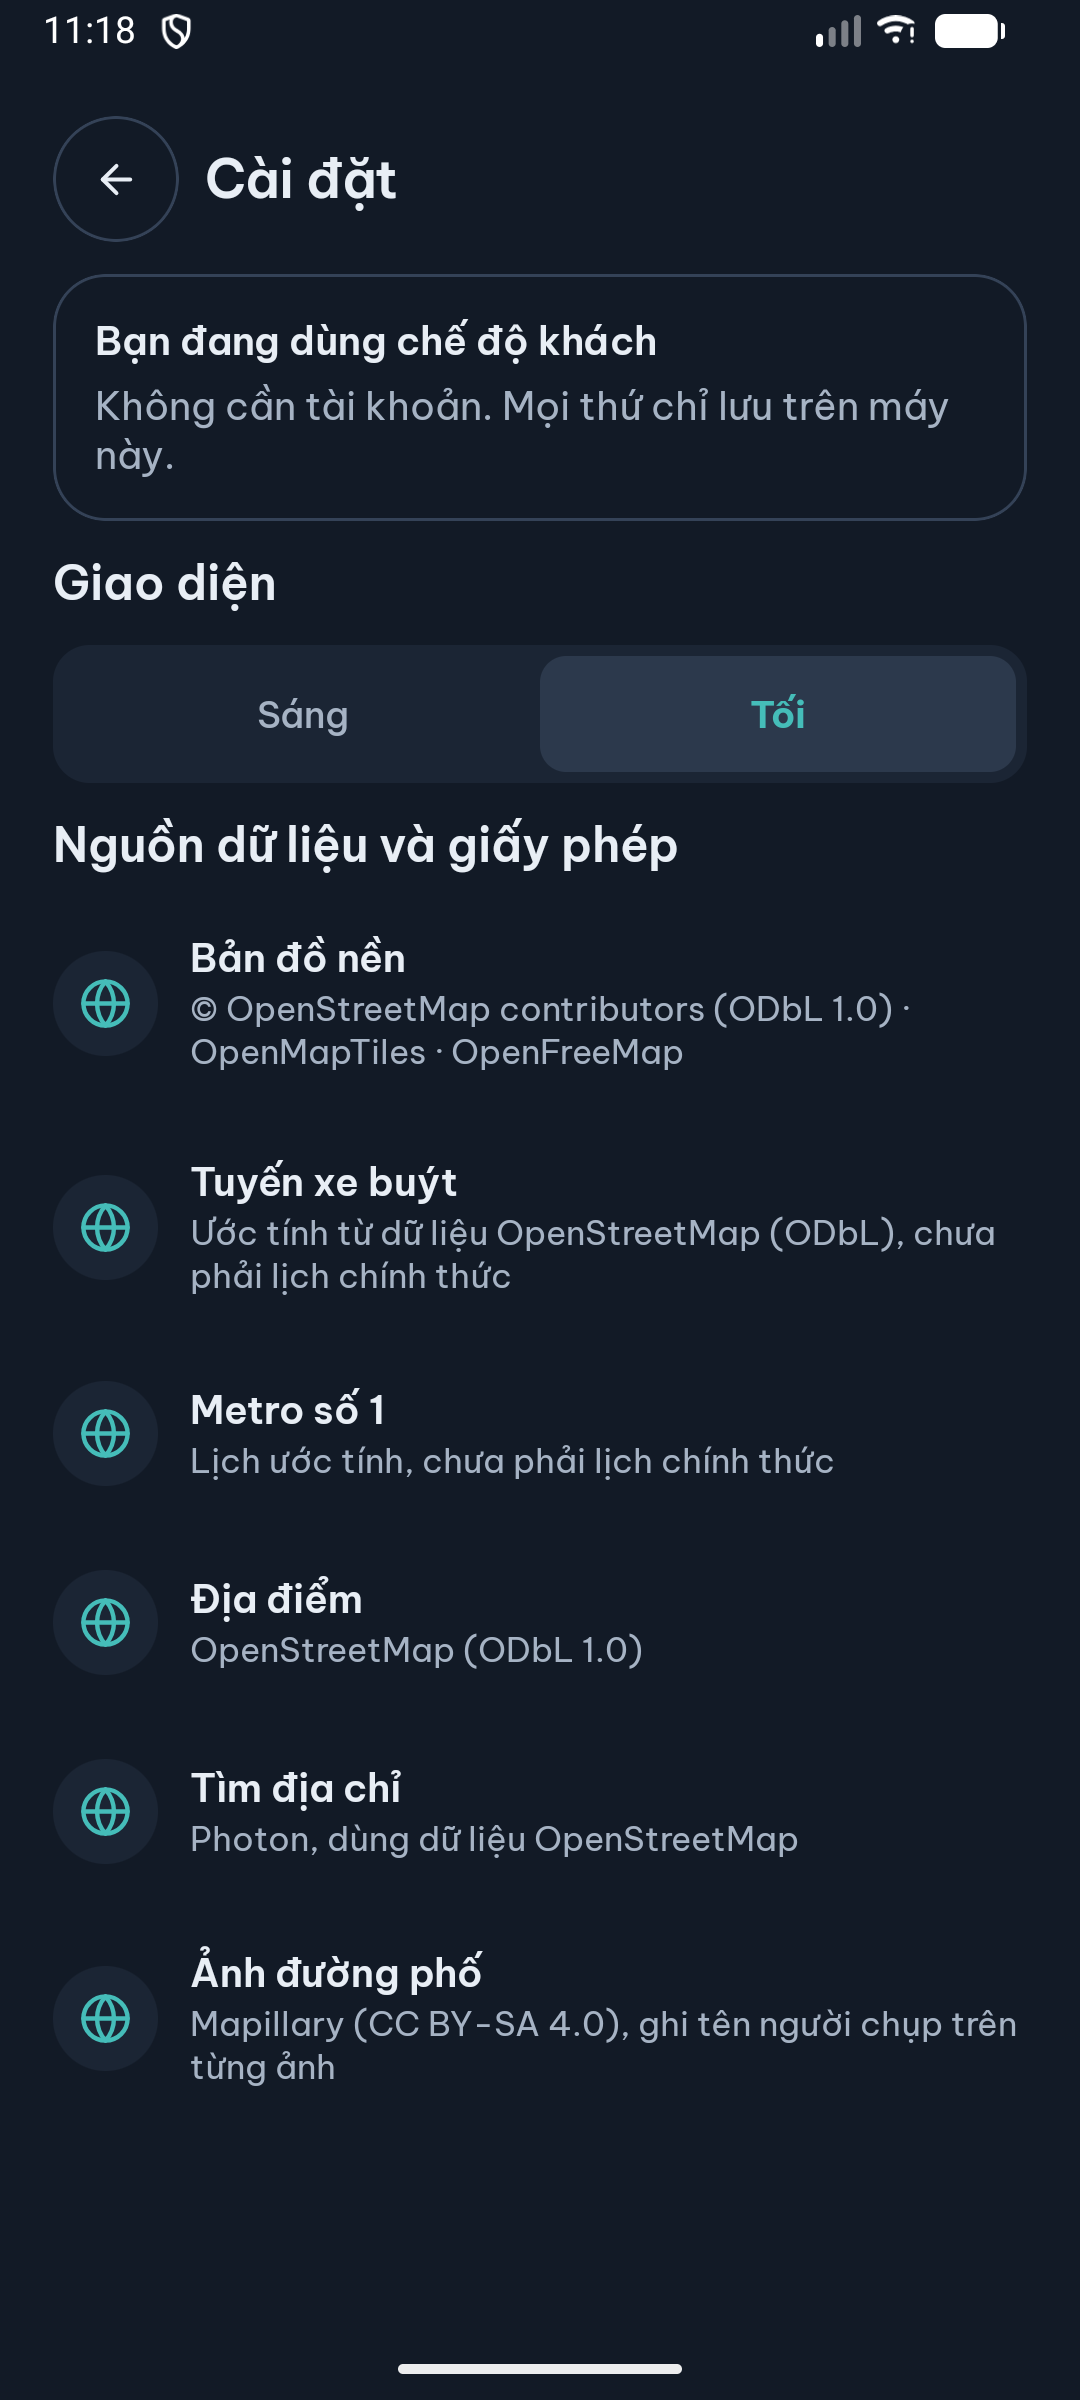 11:18
Cài đặt
Bạn đang dùng chế độ khách
Không cần tài khoản. Mọi thứ chỉ lưu trên máy
này.
Giao diện
Sáng
Tối
Nguồn dữ liệu và giấy phép
Bản đồ nền
© OpenStreetMap contributors (ODbL 1.0) ·
OpenMapTiles · OpenFreeMap
Tuyến xe buýt
Ước tính từ dữ liệu OpenStreetMap (ODbL), chưa
phải lịch chính thức
Metro số 1
Lịch ước tính, chưa phải lịch chính thức
Địa điểm
OpenStreetMap (ODbL 1.0)
Tìm địa chỉ
Photon, dùng dữ liệu OpenStreetMap
Ảnh đường phố
Mapillary (CC BY-SA 4.0), ghi tên người chụp trên
từng ảnh